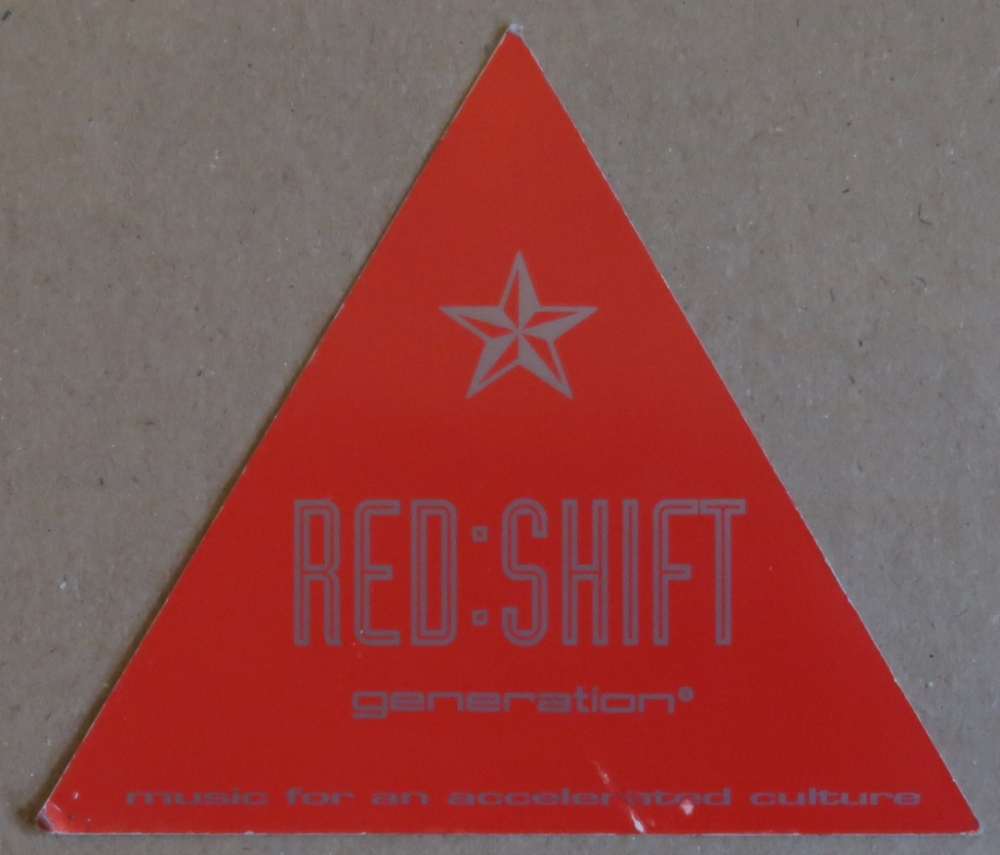 RED:SHIFT
generation
music for an accelerated culture